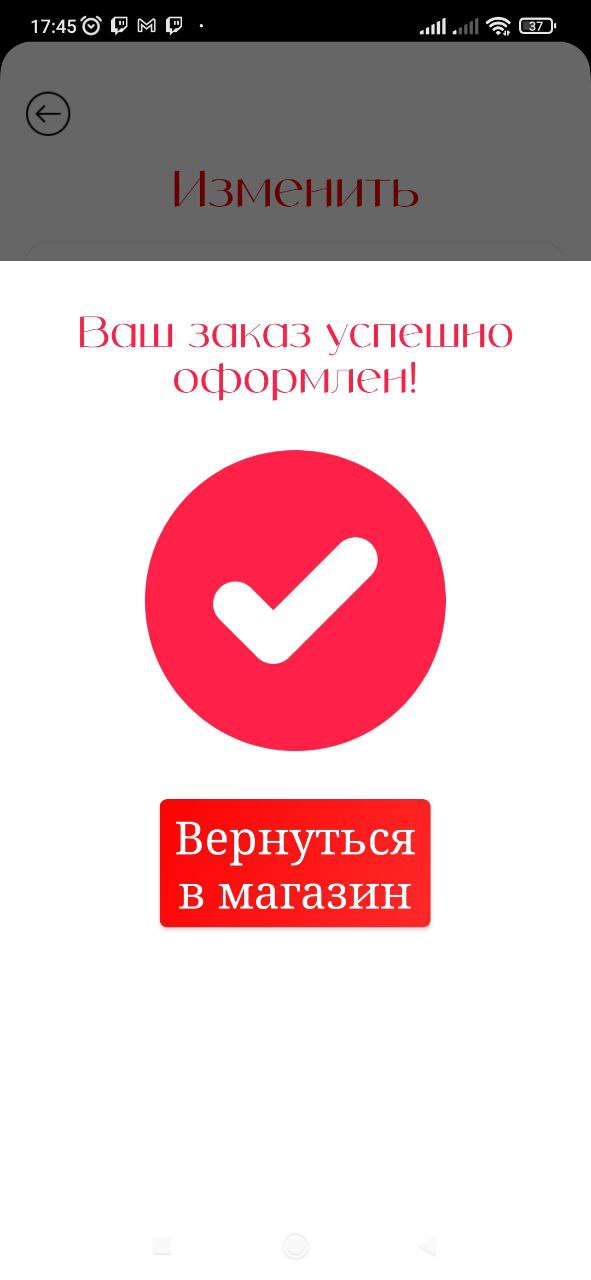 17:45
37
Изменить
Ваш заказ успешно
оформлен!
Вернуться
в магазин